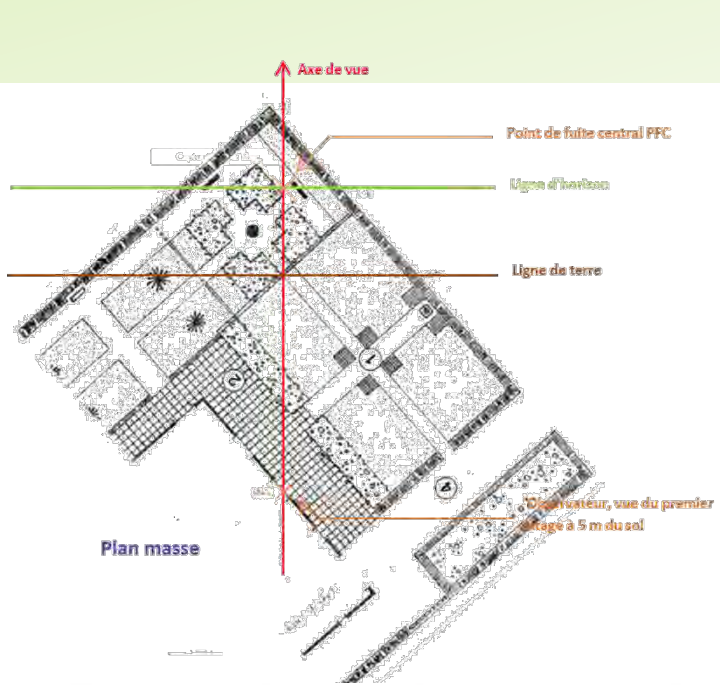 Axe de vue
Point de fuite central PFC
Ligne d'horizon
Ligne de terre
1
2
Observateur, vue du premier
étage à 5 m du sol
Plan masse